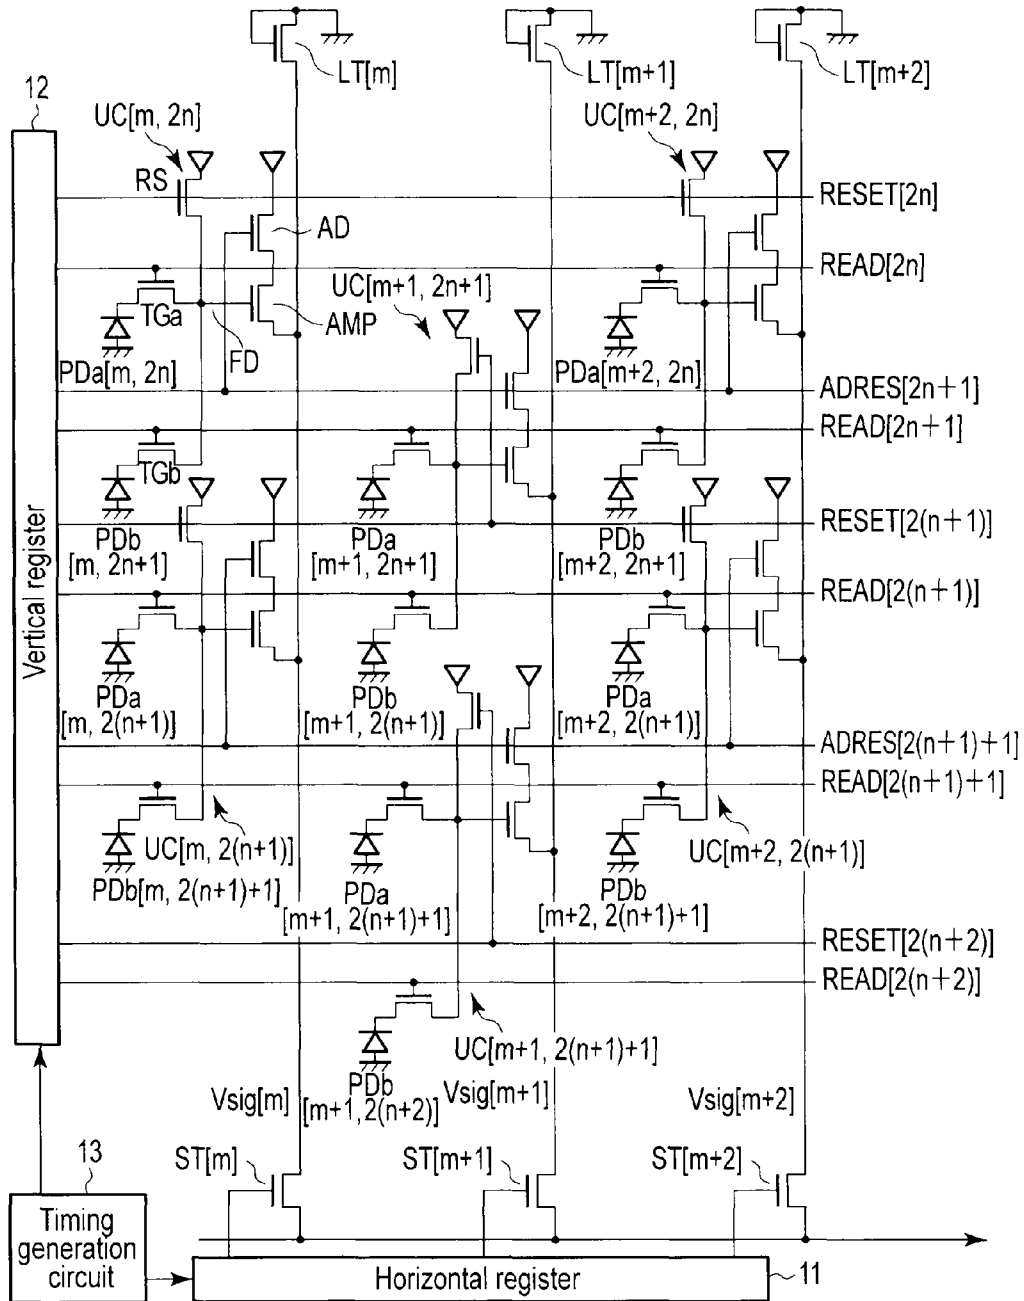 LT[m]
LT[m+1]
LT[m+2]
12
UC[m, 2n]
UC[m+2, 2n]
RS
RESET[2n]
AD
READ[2n]
UC[m+1, 2n+1]
TGa
AMP
FD
PDa[m, 2n]
PDa[m+2, 2n]
ADRES[2n+1]
READ[2n+1]
TGb
PDb
[m, 2n+1]
PDa
[m+1, 2n+1]
PDb
[m+2, 2n+1]
RESET[2(n+1)]
Vertical register
READ[2(n+1)]
PDa
[m, 2(n+1)]
PDb
[m+1, 2(n+1)]
PDa
[m+2, 2(n+1)]
ADRES[2(n+1)+1]
READ[2(n+1)+1]
UC[m, 2(n+1)]
PDb[m, 2(n+1)+1]
PDa
[m+1, 2(n+1)+1]
UC[m+2, 2(n+1)]
PDb
[m+2, 2(n+1)+1]
RESET[2(n+2)]
READ[2(n+2)]
UC[m+1, 2(n+1)+1]
PDb
[m+1,2(n+2)]
Vsig[m]
Vsig[m+1]
Vsig[m+2]
ST[m]
ST[m+1]
ST[m+2]
13
Timing
generation
circuit
Horizontal register
11